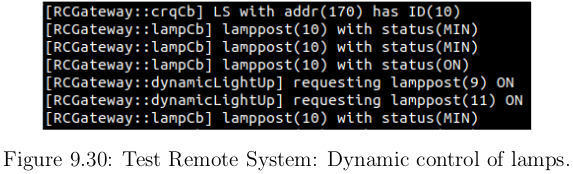 [RCGateway::crqCb] LS with addr(170) has ID(10)
[RCGateway::lampCb] lamppost(10) with status(MIN)
[RCGateway::lampCb] lamppost(10) with status(MIN)
[RCGateway::lampCb] lamppost(10) with status(ON)
[RCGateway::dynamicLightUp] requesting lamppost(9) ON
[RCGateway::dynamicLightUp] requesting lamppost(11) ON
[RCGateway::lampCb] lamppost(10) with status(MIN)
Figure 9.30: Test Remote System: Dynamic control of lamps.